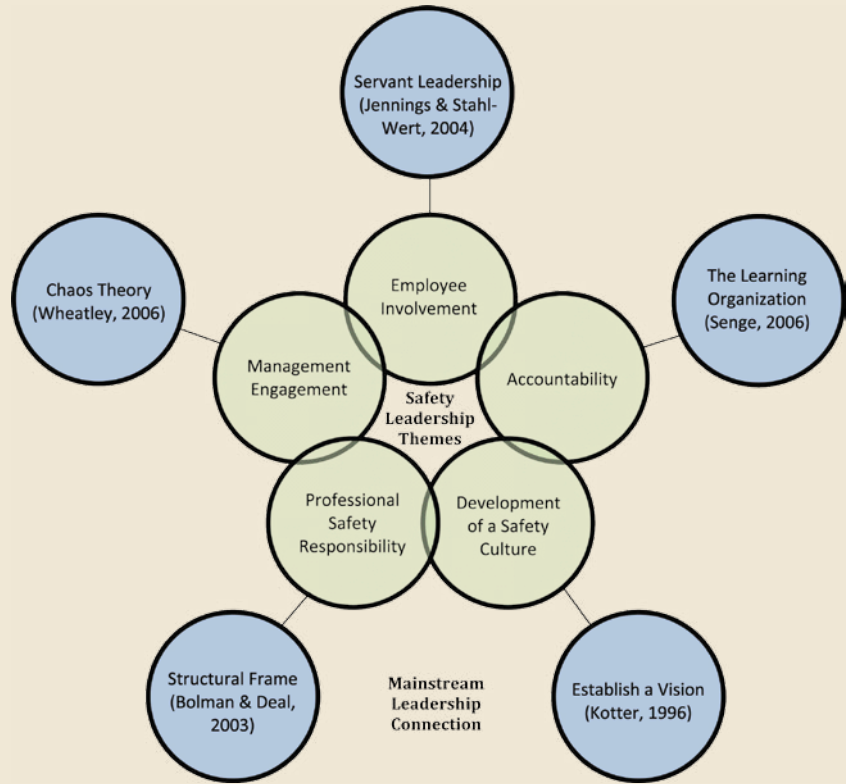 Servant Leadership
(Jennings & Stahl-
Wert, 2004)
Chaos Theory
(Wheatley, 2006)
Employee
Involvement
The Learning
Organization
(Senge, 2006)
Management
Engagement
Accountability
Safety
Leadership
Themes
Professional
Safety
Responsibility
Development
of a Safety
Culture
Structural Frame
(Bolman & Deal,
2003)
Mainstream
Leadership
Connection
Establish a Vision
(Kotter, 1996)